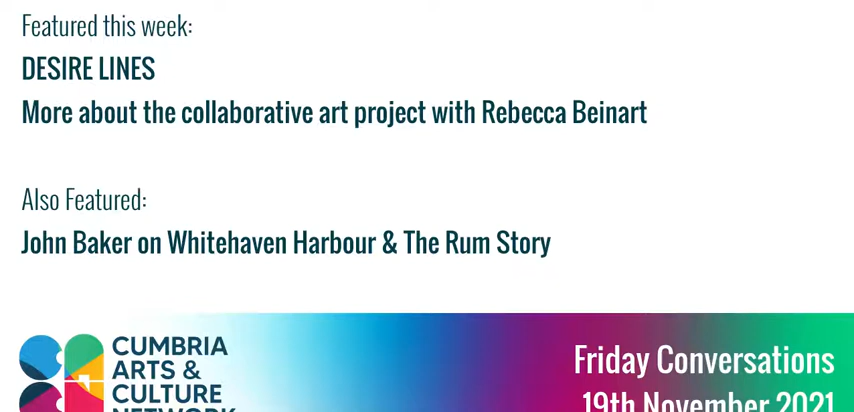 Featured this week:
DESIRE LINES
More about the collaborative art project with Rebecca Beinart
Also Featured:
John Baker on Whitehaven Harbour & The Rum Story
CUMBRIA
ARTS &
CULTURE
NETWORK
Friday Conversations
19th November 2021